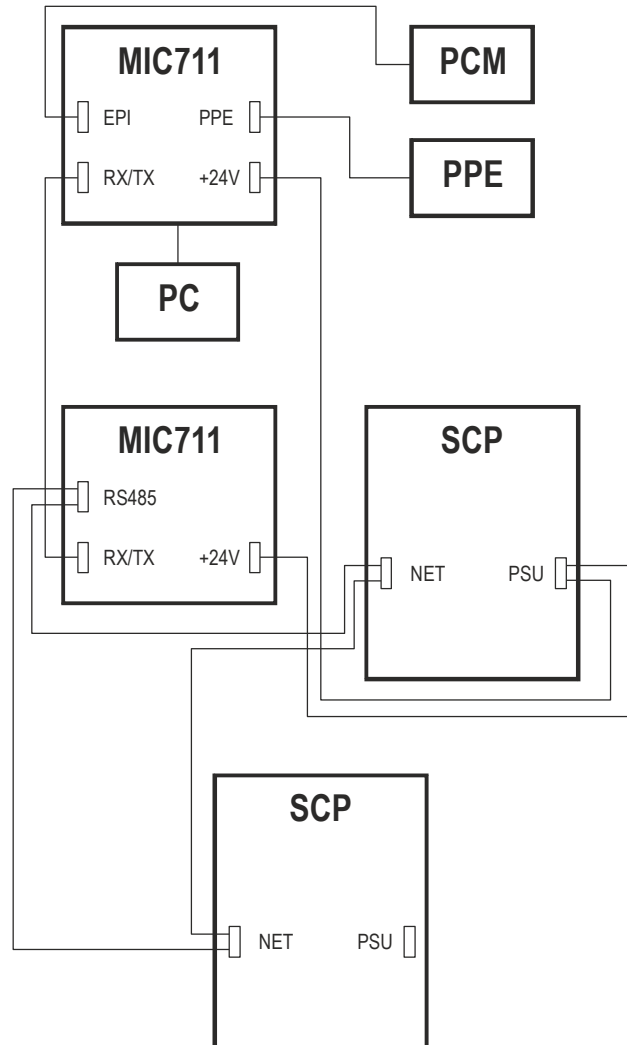 MIC711
PCM
EPI PPE
RX/TX +24V
PPE
PC
MIC711
SCP
RS485
RX/TX +24V
NET PSU
SCP
NET PSU